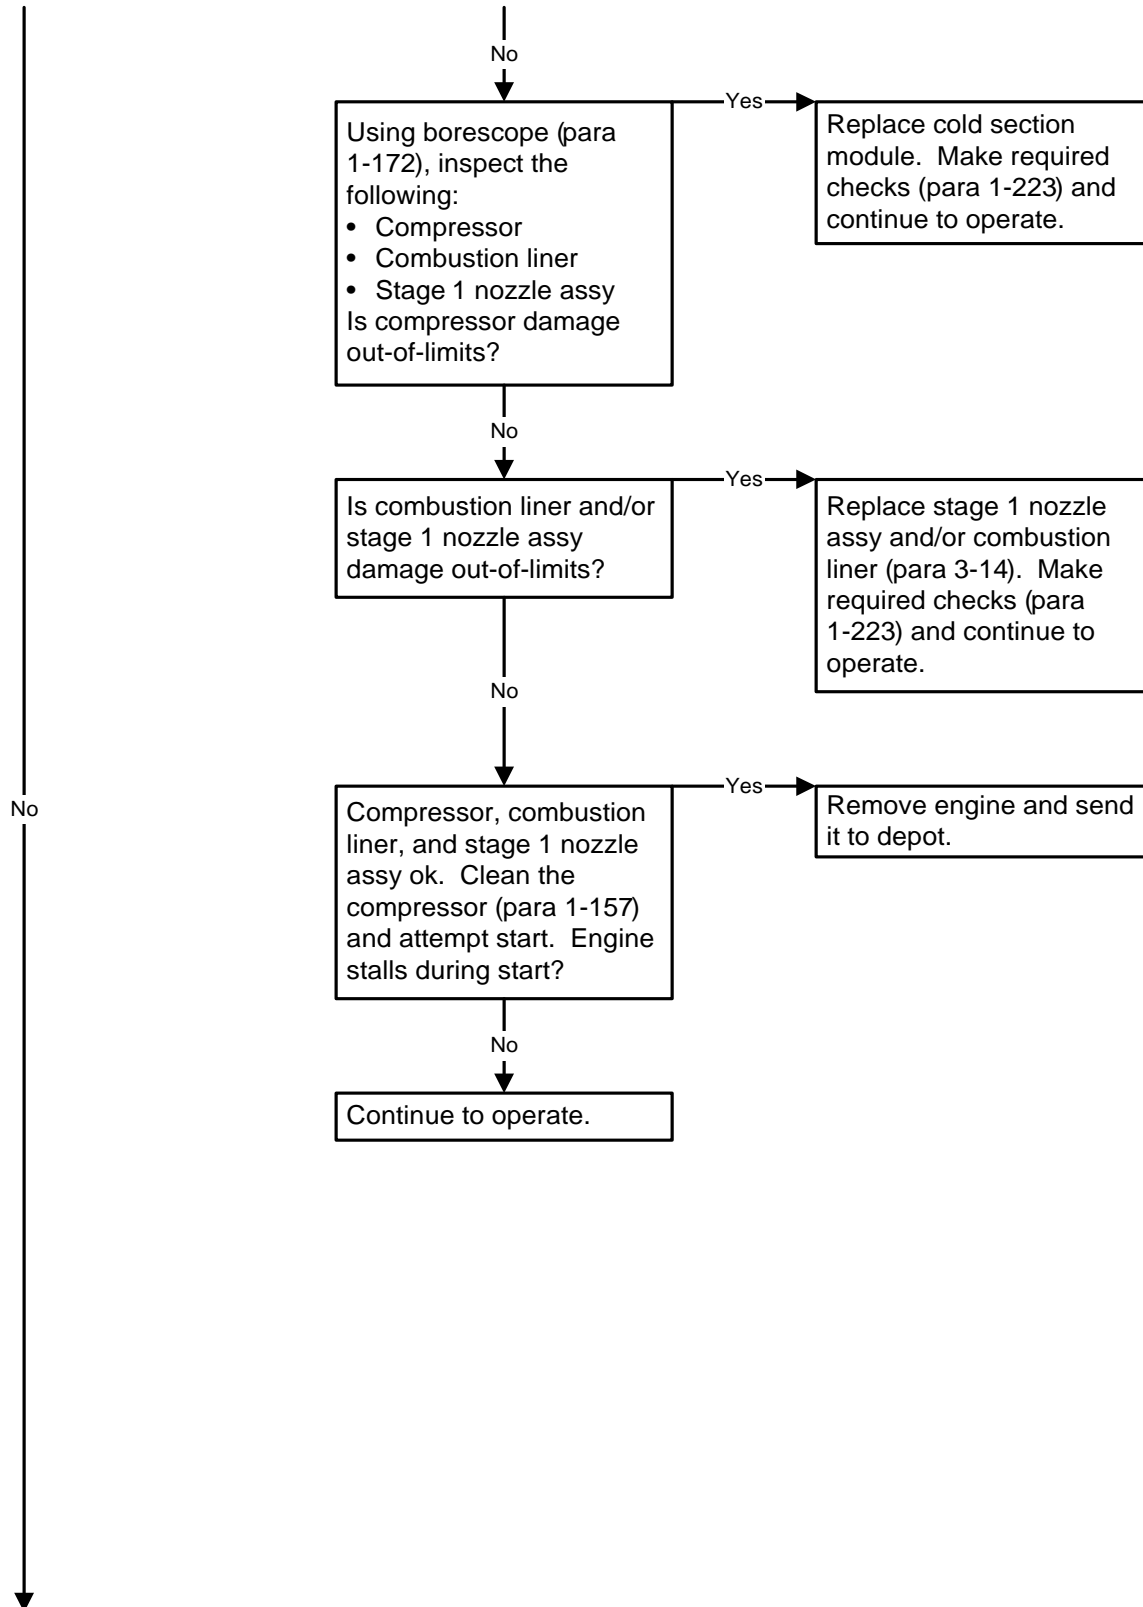 No
Yes
Using borescope (para
1-172), inspect the
following:
• Compressor
• Combustion liner
• Stage 1 nozzle assy
Is compressor damage
out-of-limits?
Replace cold section
module. Make required
checks (para 1-223) and
continue to operate.
No
Yes
Is combustion liner and/or
stage 1 nozzle assy
damage out-of-limits?
Replace stage 1 nozzle
assy and/or combustion
liner (para 3-14). Make
required checks (para
1-223) and continue to
operate.
No
Yes
No
Compressor, combustion
liner, and stage 1 nozzle
assy ok. Clean the
compressor (para 1-157)
and attempt start. Engine
stalls during start?
Remove engine and send
it to depot.
No
Continue to operate.